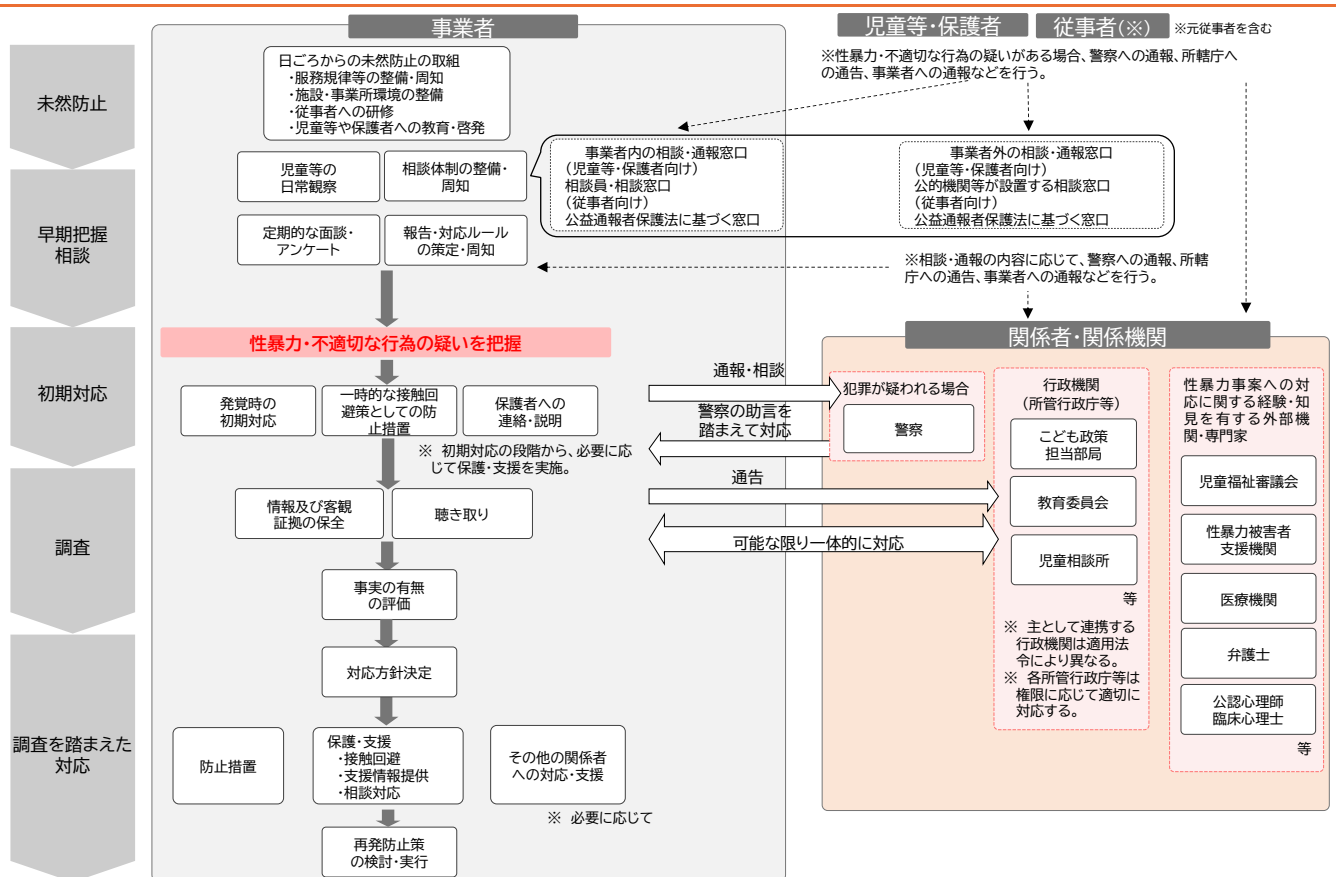 事業者
児童等・保護者
従事者(※)
※元従事者を含む
※性暴力・不適切な行為の疑いがある場合、警察への通報、所轄庁へ
の通告、事業者への通報などを行う。
未然防止
日ごろからの未然防止の取組
・服務規律等の整備・周知
・施設・事業所環境の整備
・従事者への研修
・児童等や保護者への教育・啓発
早期把握
相談
児童等の
日常観察
相談体制の整備・
周知
定期的な面談・
アンケート
報告・対応ルール
の策定・周知
事業者内の相談・通報窓口
(児童等・保護者向け)
相談員・相談窓口
(従事者向け)
公益通報者保護法に基づく窓口
事業者外の相談・通報窓口
(児童等・保護者向け)
公的機関等が設置する相談窓口
(従事者向け)
公益通報者保護法に基づく窓口
※相談・通報の内容に応じて、警察への通報、所轄
庁への通告、事業者への通報などを行う。
性暴力・不適切な行為の疑いを把握
初期対応
発覚時の
初期対応
一時的な接触回
避策としての防
止措置
保護者への
連絡・説明
※ 初期対応の段階から、必要に応
じて保護・支援を実施。
通報・相談
警察の助言を
踏まえて対応
通告
可能な限り一体的に対応
関係者・関係機関
犯罪が疑われる場合
警察
行政機関
(所管行政庁等)
こども政策
担当部局
教育委員会
児童相談所
等
※ 主として連携する
行政機関は適用法
令により異なる。
※ 各所管行政庁等は
権限に応じて適切に
対応する。
性暴力事案への対
応に関する経験・知
見を有する外部機
関・専門家
児童福祉審議会
性暴力被害者
支援機関
医療機関
弁護士
公認心理師
臨床心理士
等
調査
情報及び客観
証拠の保全
聴き取り
事実の有無
の評価
対応方針決定
調査を踏まえた
対応
防止措置
保護・支援
・接触回避
・支援情報提供
・相談対応
その他の関係者
への対応・支援
※ 必要に応じて
再発防止策
の検討・実行